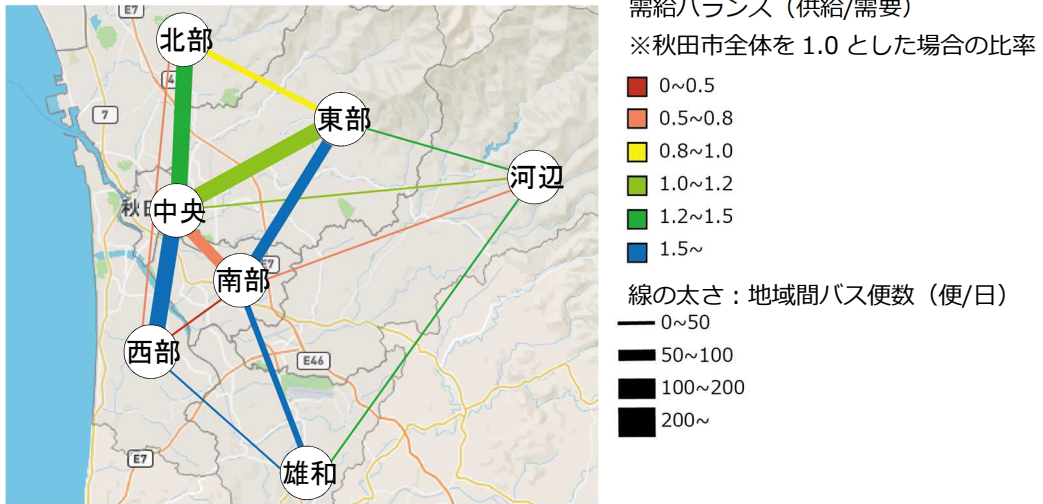 需給バランス（供給/需要）
※秋田市全体を 1.0 とした場合の比率
0~0.5
0.5~0.8
0.8~1.0
1.0~1.2
1.2~1.5
1.5~
線の太さ：地域間バス便数（便/日）
0~50
50~100
100~200
200~
E7
北部
4
7
東部
河辺
秋田
中央
E7
南部
西部
E46
E7
雄和